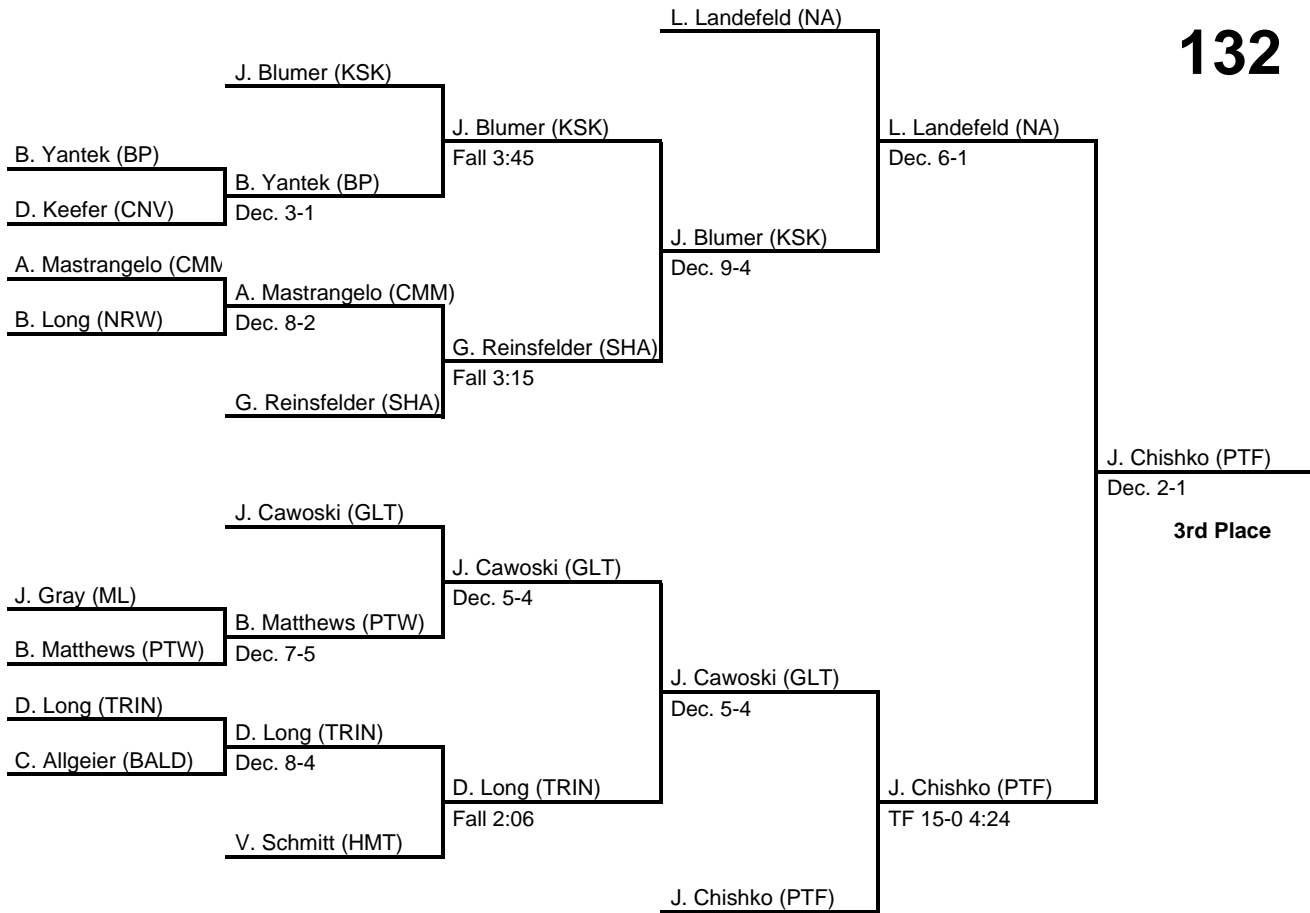 L. Landefeld (NA)
132
J. Blumer (KSK)
J. Blumer (KSK)
Fall 3:45
L. Landefeld (NA)
Dec. 6-1
B. Yantek (BP)
B. Yantek (BP)
Dec. 3-1
D. Keefer (CNV)
J. Blumer (KSK)
Dec. 9-4
A. Mastrangelo (CMM
A. Mastrangelo (CMM)
Dec. 8-2
B. Long (NRW)
G. Reinsfelder (SHA)
Fall 3:15
G. Reinsfelder (SHA)
J. Chishko (PTF)
Dec. 2-1
3rd Place
J. Cawoski (GLT)
J. Cawoski (GLT)
Dec. 5-4
J. Gray (ML)
B. Matthews (PTW)
Dec. 7-5
B. Matthews (PTW)
J. Cawoski (GLT)
Dec. 5-4
D. Long (TRIN)
D. Long (TRIN)
Dec. 8-4
C. Allgeier (BALD)
D. Long (TRIN)
Fall 2:06
J. Chishko (PTF)
TF 15-0 4:24
V. Schmitt (HMT)
J. Chishko (PTF)